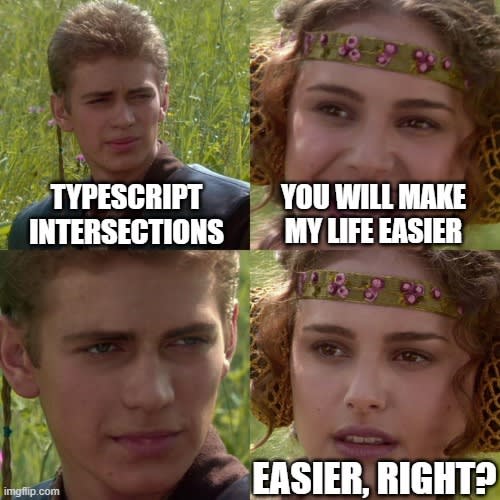 TYPESCRIPT
INTERSECTIONS
YOU WILL MAKE
MY LIFE EASIER
EASIER, RIGHT?
imgflip.com